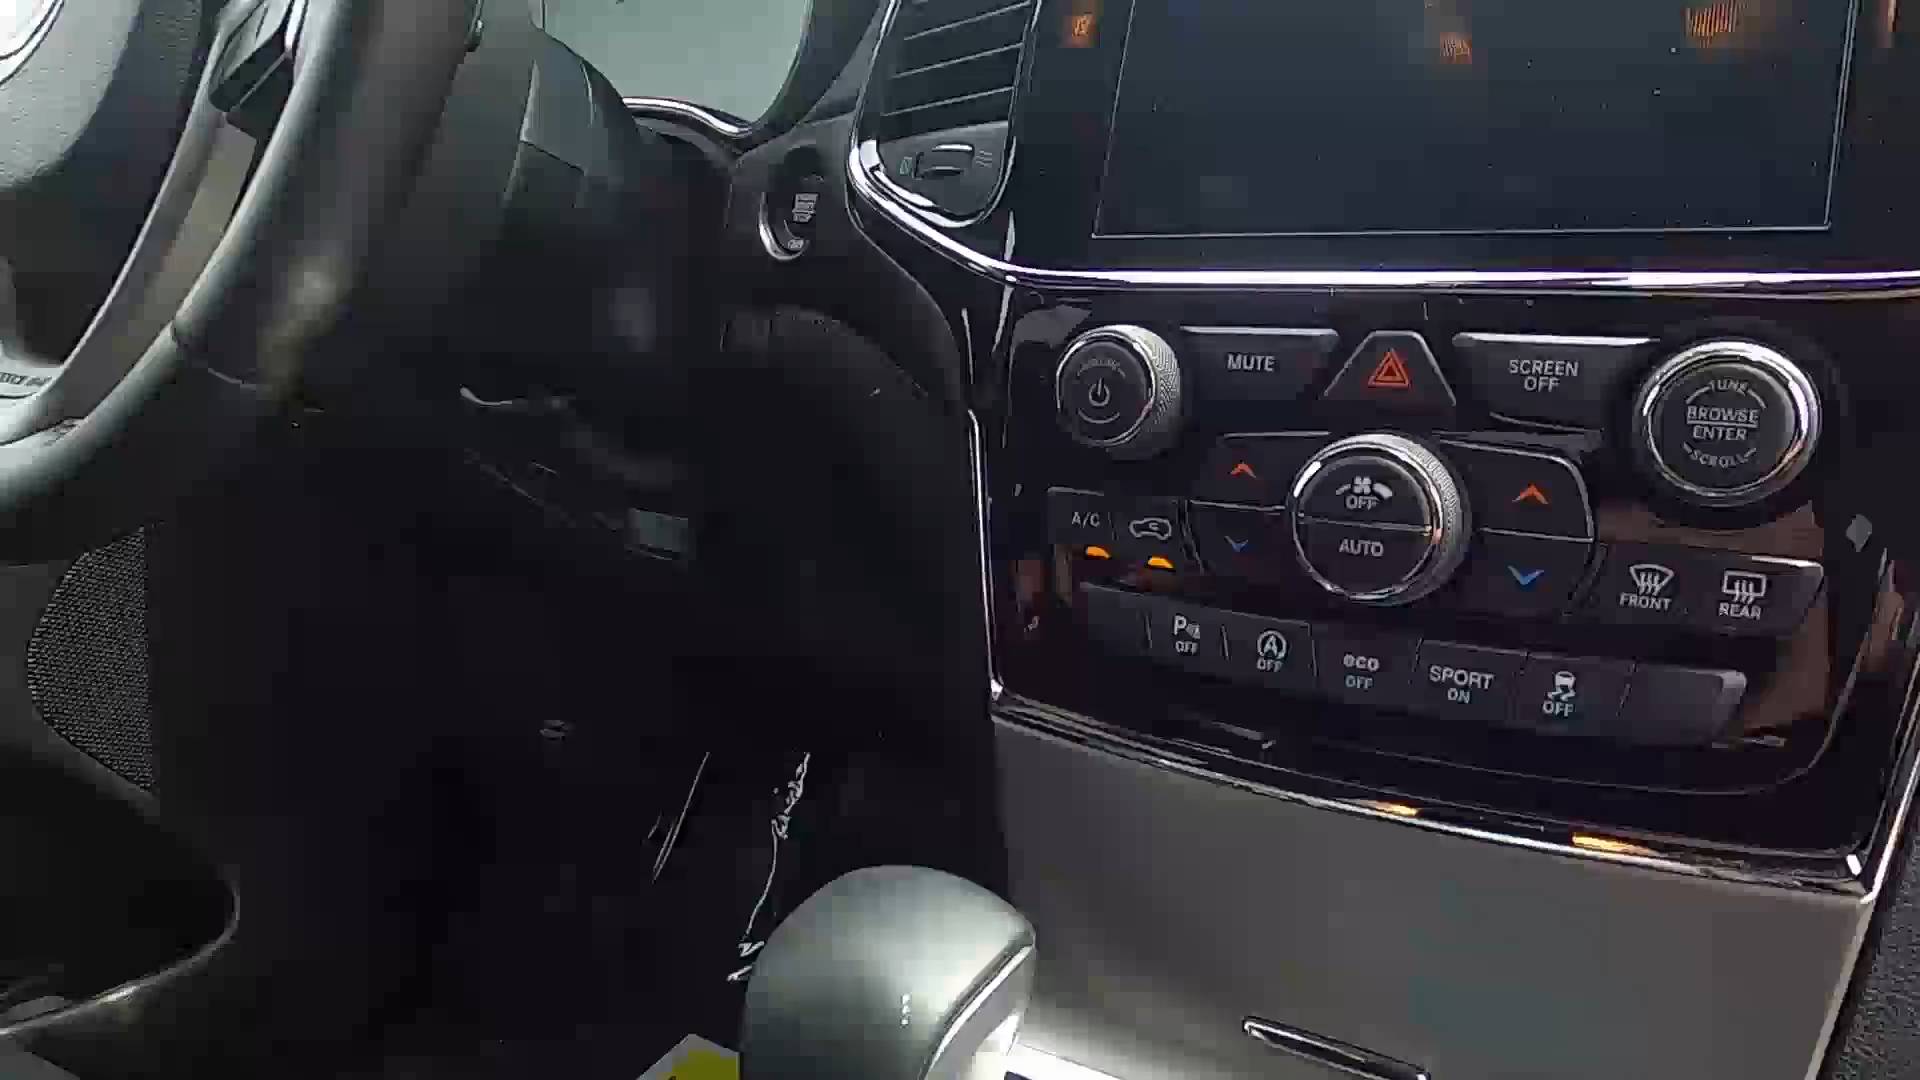 MUTE
SCREEN
OFF
TUNE
BROWSE
ENTER
SCROLL
OFF
AUTO
A/C
FRONT
REAR
P
OFF
A
OFF
eco
OFF
SPORT
ON
OFF